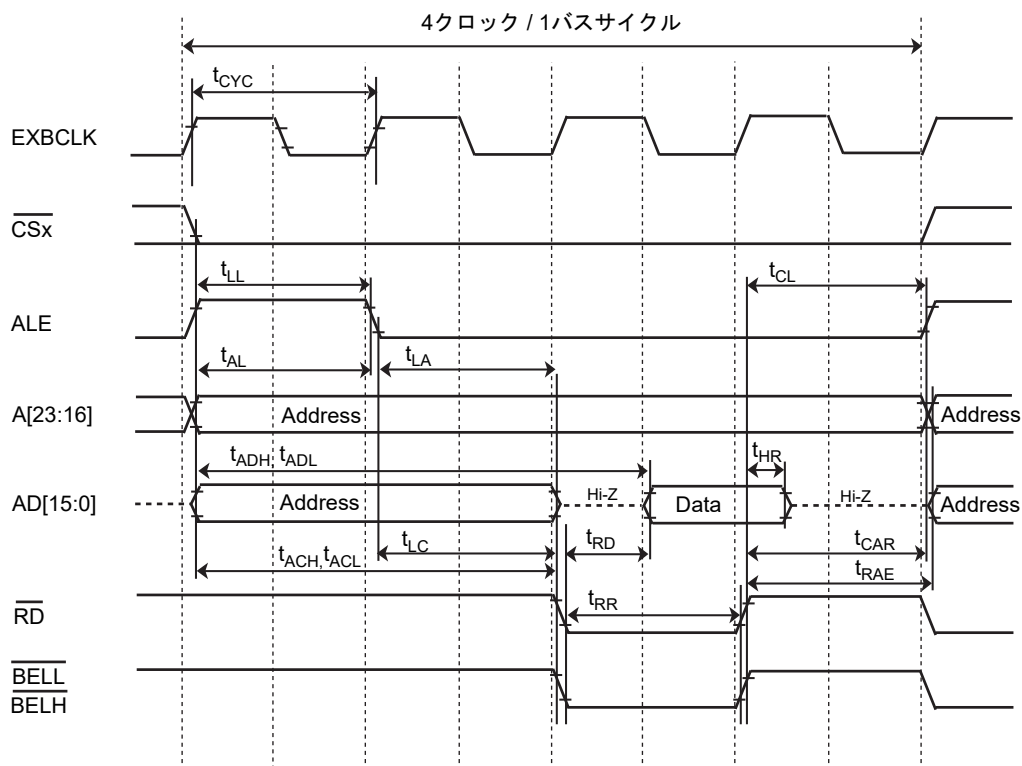 4クロック / 1バスサイクル
tCYC
EXBCLK
CSx
tLL
tCL
ALE
tAL
tLA
A[23:16]
Address
Address
tADH, tADL
tHR
AD[15:0]
Address
Hi-Z
Data
Hi-Z
Address
tLC
tRD
tCAR
tACH,tACL
tRAE
tRR
RD
BELL
BELH